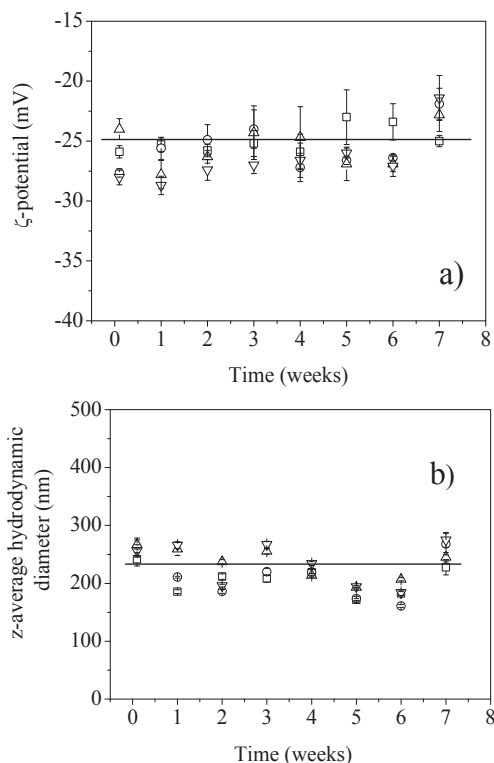 -15
-20
-25
-30
-35
-40
ζ-potential (mV)
a)
0 1 2 3 4 5 6 7 8
Time (weeks)
500
400
300
200
100
0
z-average hydrodynamic
diameter (nm)
b)
0 1 2 3 4 5 6 7 8
Time (weeks)